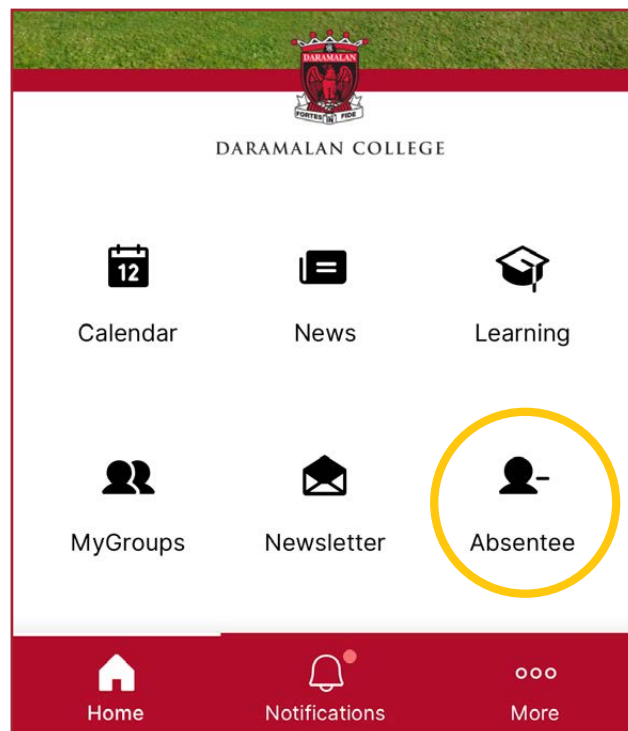 DARAMALAN
FORTES IN FIDE
DARAMALAN COLLEGE
12
Calendar
News
Learning
MyGroups
Newsletter
Absentee
Home
Notifications
More